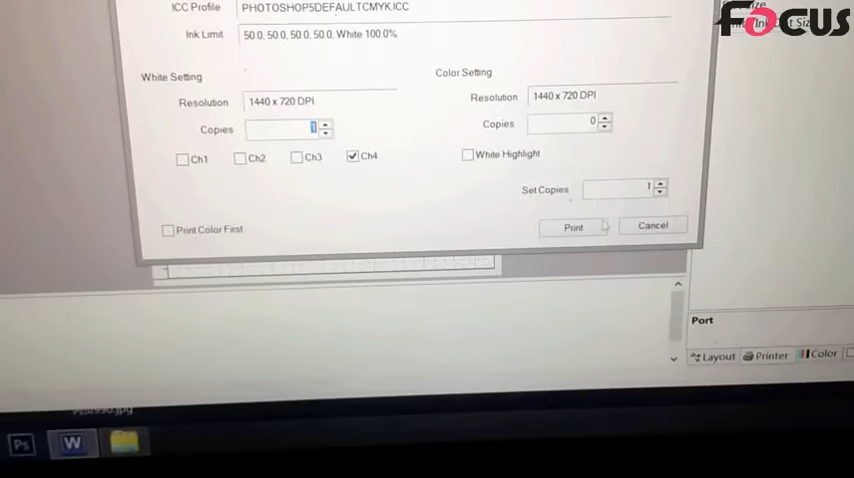 FOCUS
ICC Profile PHOTOSHOP5DEFAULTCMYK.ICC
Ink Limit 50.0, 50.0, 50.0, 50.0, White 100.0%
White Setting
Resolution 1440 x 720 DPI
Copies 1
Ch1 Ch2 Ch3 Ch4
Color Setting
Resolution 1440 x 720 DPI
Copies 0
White Highlight
Set Copies 1
Print Color First
Print Cancel
Port
Layout Printer Color
Ps W